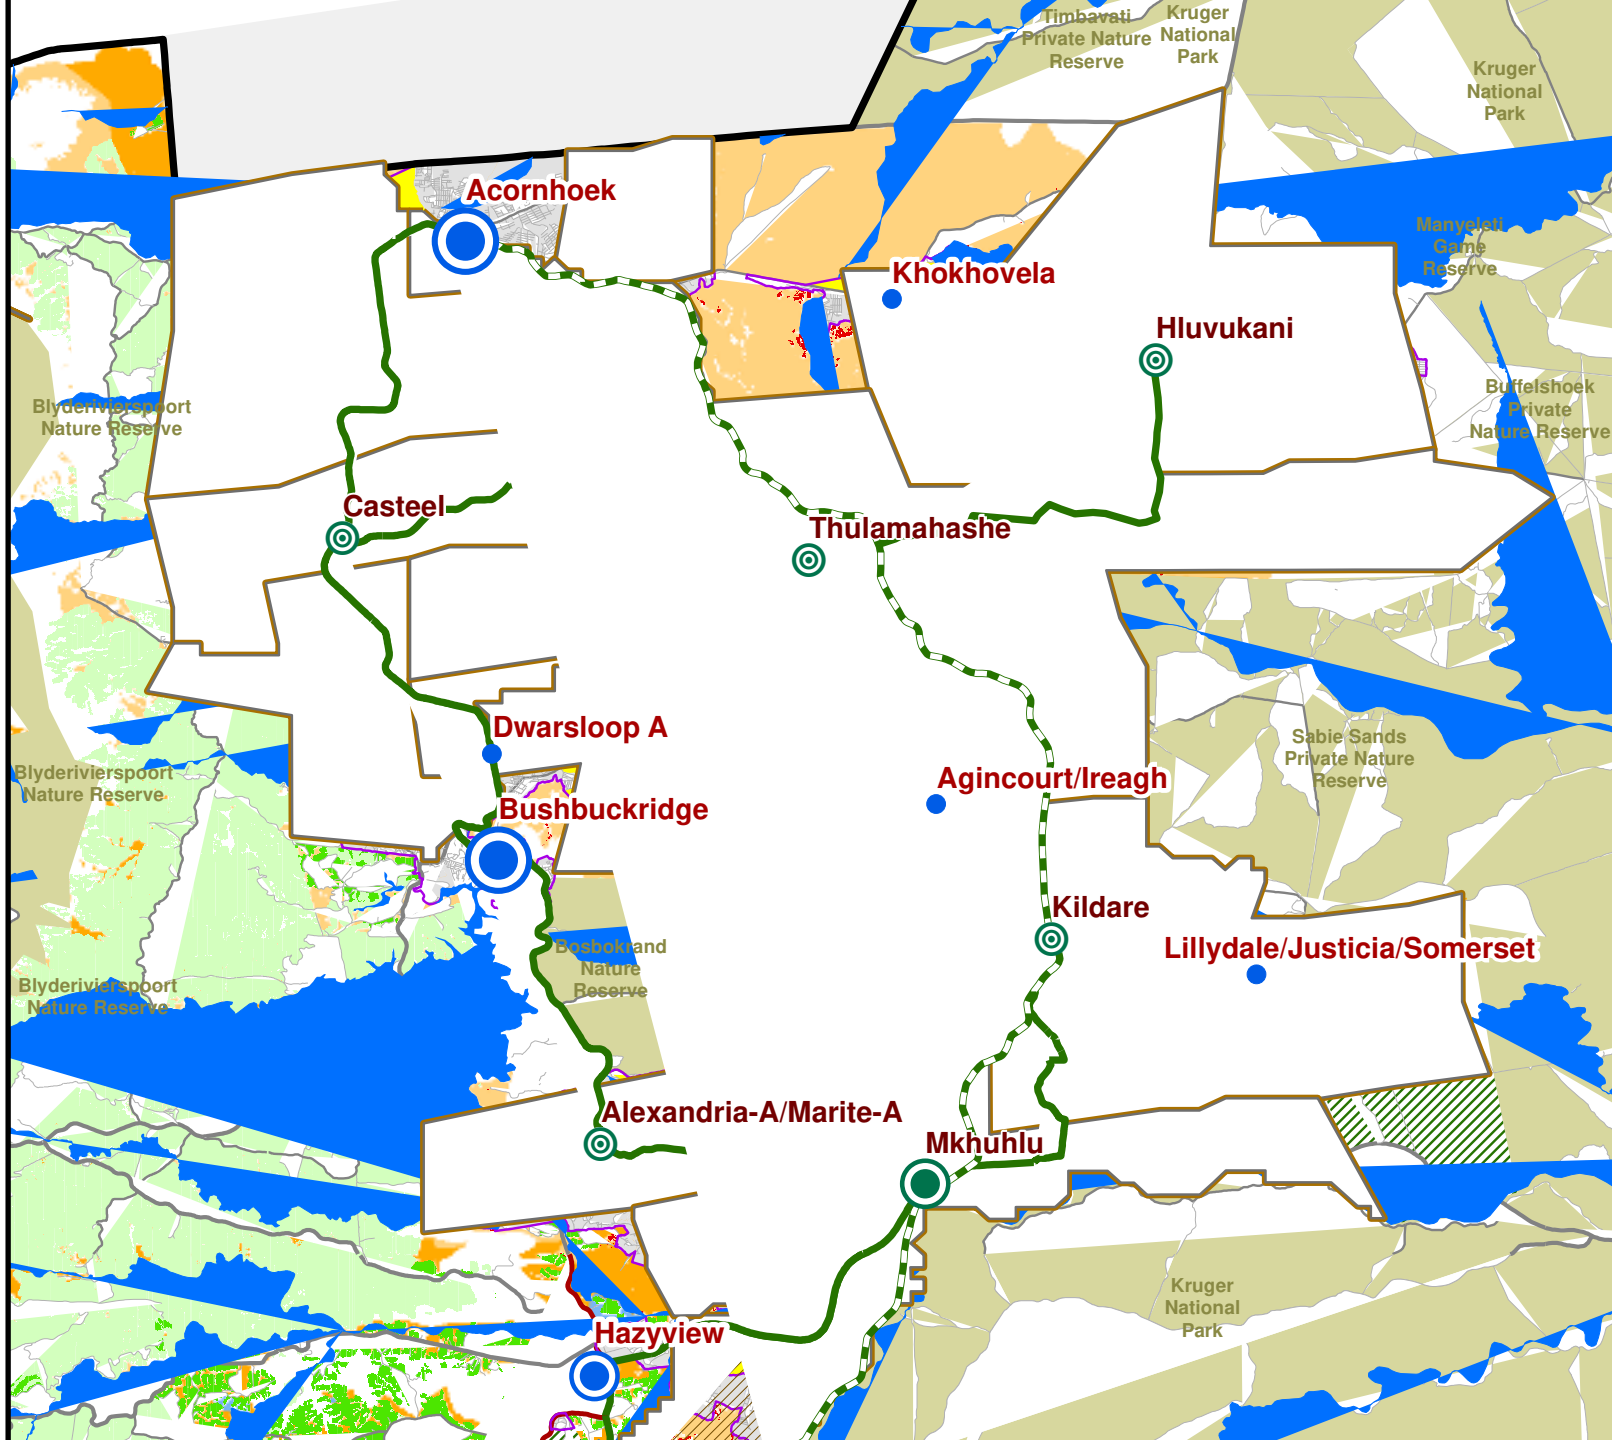 Timbavati
Private Nature
Reserve
Kruger
National
Park
Kruger
National
Park
Acornhoek
Khokhovela
Manyeleti
Game
Reserve
Hluvukani
Blyderivierspoort
Nature Reserve
Buffelshoek
Private
Nature Reserve
Casteel
Thulamahashe
Dwarsloop A
Sabie Sands
Private Nature
Reserve
Blyderivierspoort
Nature Reserve
Agincourt/Ireagh
Bushbuckridge
Kildare
Bosbokrand
Nature
Reserve
Lillydale/Justicia/Somerset
Blyderivierspoort
Nature Reserve
Alexandria-A/Marite-A
Mkhuhlu
Kruger
National
Park
Hazyview